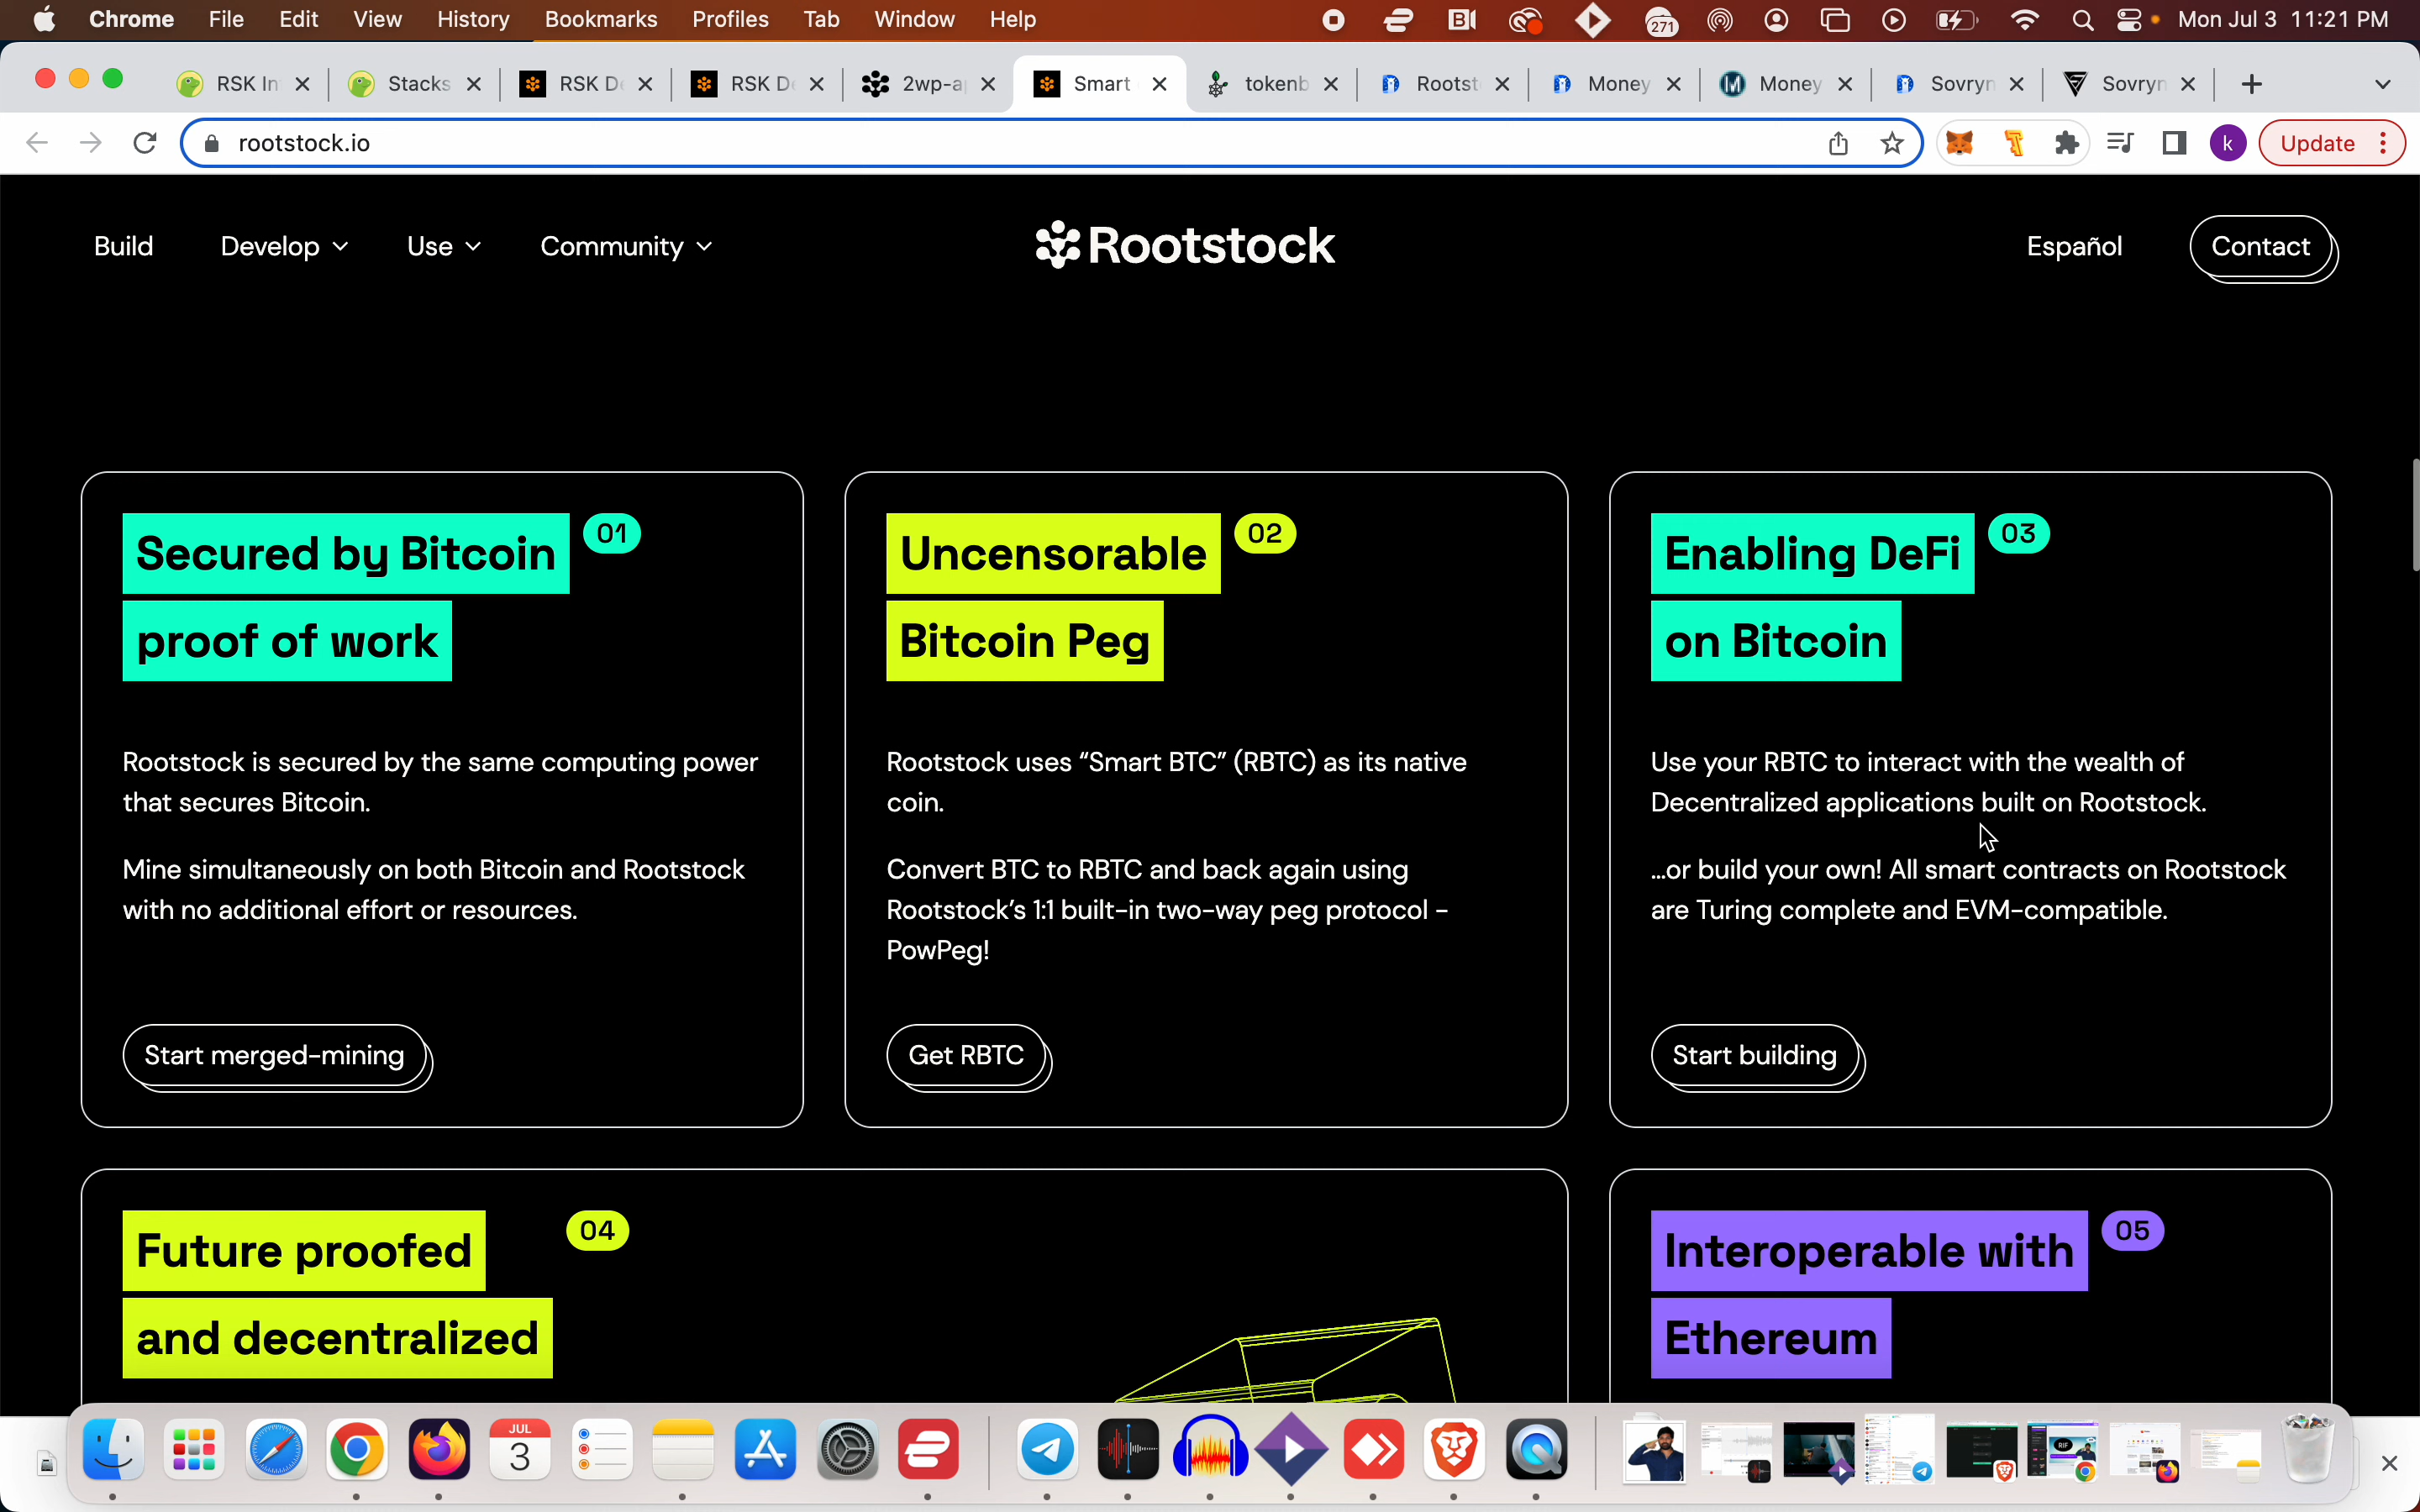 Chrome File Edit View History Bookmarks Profiles Tab Window Help 271 Mon Jul 3 11:21 PM
RSK In Stacks RSK De RSK De 2wp-a Smart tokenb Rootst Money Money Sovryn Sovryn
rootstock.io k Update
Build Develop Use Community Rootstock Español Contact
Secured by Bitcoin 01
proof of work
Rootstock is secured by the same computing power
that secures Bitcoin.
Mine simultaneously on both Bitcoin and Rootstock
with no additional effort or resources.
Start merged-mining
Uncensorable 02
Bitcoin Peg
Rootstock uses “Smart BTC” (RBTC) as its native
coin.
Convert BTC to RBTC and back again using
Rootstock’s 1:1 built-in two-way peg protocol –
PowPeg!
Get RBTC
Enabling DeFi 03
on Bitcoin
Use your RBTC to interact with the wealth of
Decentralized applications built on Rootstock.
...or build your own! All smart contracts on Rootstock
are Turing complete and EVM-compatible.
Start building
Future proofed 04
and decentralized
Interoperable with 05
Ethereum
JUL
3
RIF